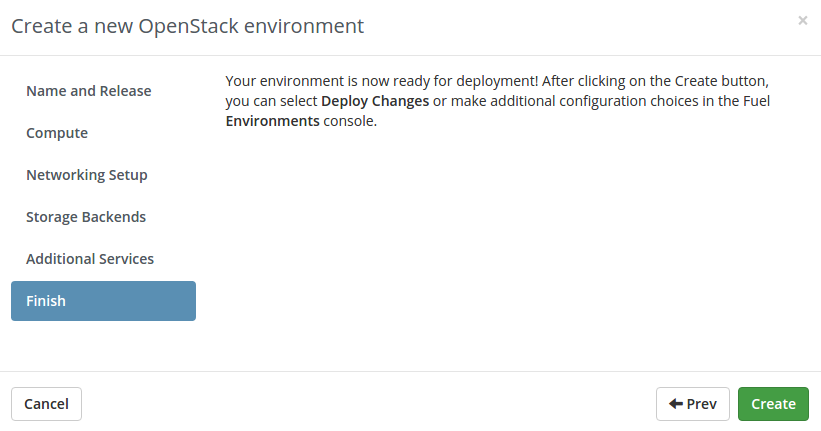 Create a new OpenStack environment
×
Name and Release
Compute
Networking Setup
Storage Backends
Additional Services
Finish
Your environment is now ready for deployment! After clicking on the Create button,
you can select Deploy Changes or make additional configuration choices in the Fuel
Environments console.
Cancel
Prev
Create